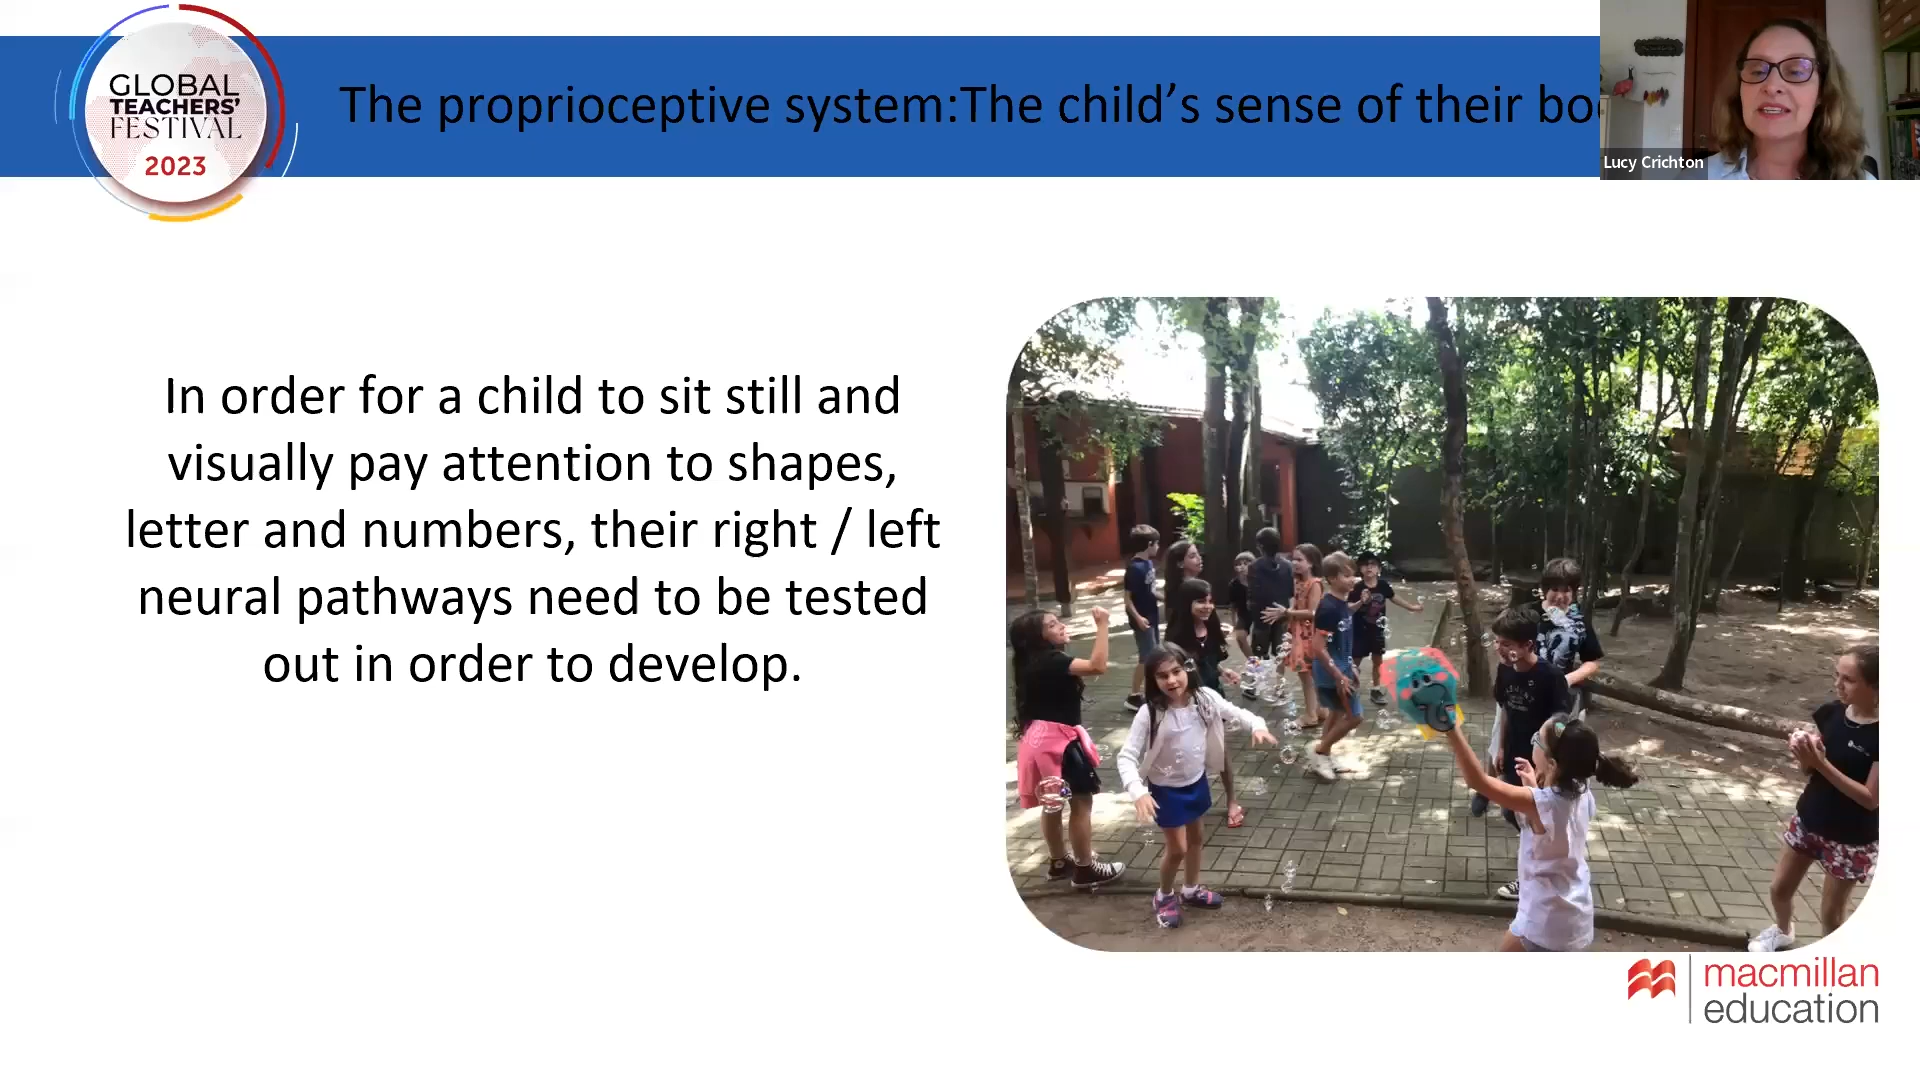 GLOBAL
TEACHERS'
FESTIVAL
2023
The proprioceptive system:The child's sense of their bo
Lucy Crichton
In order for a child to sit still and
visually pay attention to shapes,
letter and numbers, their right / left
neural pathways need to be tested
out in order to develop.
macmillan
education